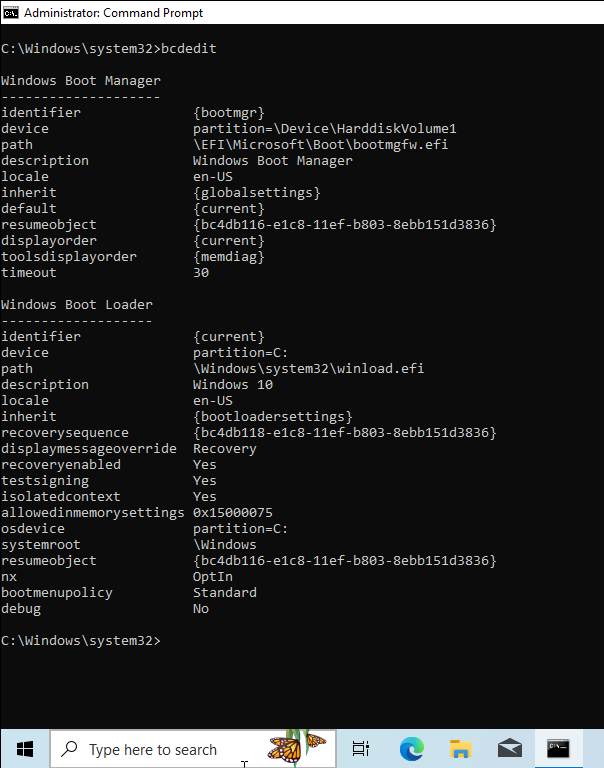 Administrator: Command Prompt
C:\Windows\system32>bcdedit
Windows Boot Manager
--------------------
identifier              {bootmgr}
device                  partition=\Device\HarddiskVolume1
path                    \EFI\Microsoft\Boot\bootmgfw.efi
description             Windows Boot Manager
locale                  en-US
inherit                 {globalsettings}
default                 {current}
resumeobject            {bc4db116-e1c8-11ef-b803-8ebb151d3836}
displayorder            {current}
toolsdisplayorder       {memdiag}
timeout                 30
Windows Boot Loader
-------------------
identifier              {current}
device                  partition=C:
path                    \Windows\system32\winload.efi
description             Windows 10
locale                  en-US
inherit                 {bootloadersettings}
recoverysequence        {bc4db118-e1c8-11ef-b803-8ebb151d3836}
displaymessageoverride  Recovery
recoveryenabled         Yes
testsigning             Yes
isolatedcontext         Yes
allowedinmemorysettings 0x15000075
osdevice                partition=C:
systemroot              \Windows
resumeobject            {bc4db116-e1c8-11ef-b803-8ebb151d3836}
nx                      OptIn
bootmenupolicy          Standard
debug                   No
C:\Windows\system32>
Type here to search